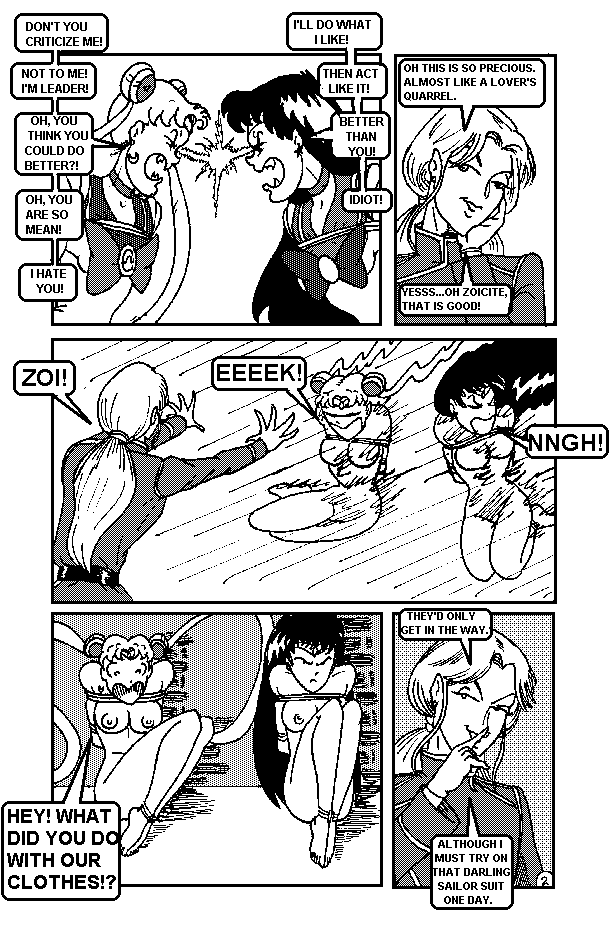 DON'T YOU
CRITICIZE ME!
NOT TO ME!
I'M LEADER!
OH, YOU
THINK YOU
COULD DO
BETTER?!
OH, YOU
ARE SO
MEAN!
I HATE
YOU!
I'LL DO WHAT
I LIKE!
THEN ACT
LIKE IT!
BETTER
THAN
YOU!
IDIOT!
OH THIS IS SO PRECIOUS.
ALMOST LIKE A LOVER'S
QUARREL.
YESSS...OH ZOICITE,
THAT IS GOOD!
ZOI!
EEEEK!
NNGH!
HEY! WHAT
DID YOU DO
WITH OUR
CLOTHES!?
THEY'D ONLY
GET IN THE WAY.
ALTHOUGH I
MUST TRY ON
THAT DARLING
SAILOR SUIT
ONE DAY.
2